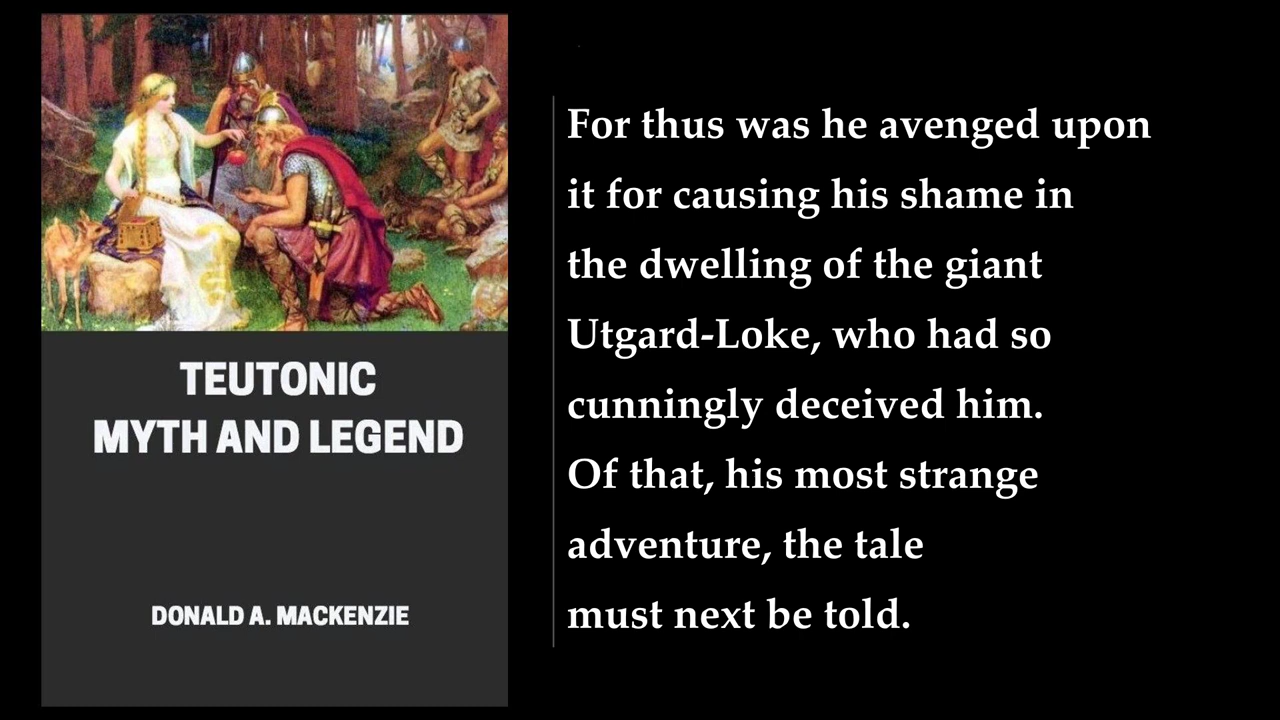 TEUTONIC
MYTH AND LEGEND
DONALD A. MACKENZIE
For thus was he avenged upon
it for causing his shame in
the dwelling of the giant
Utgard-Loke, who had so
cunningly deceived him.
Of that, his most strange
adventure, the tale
must next be told.